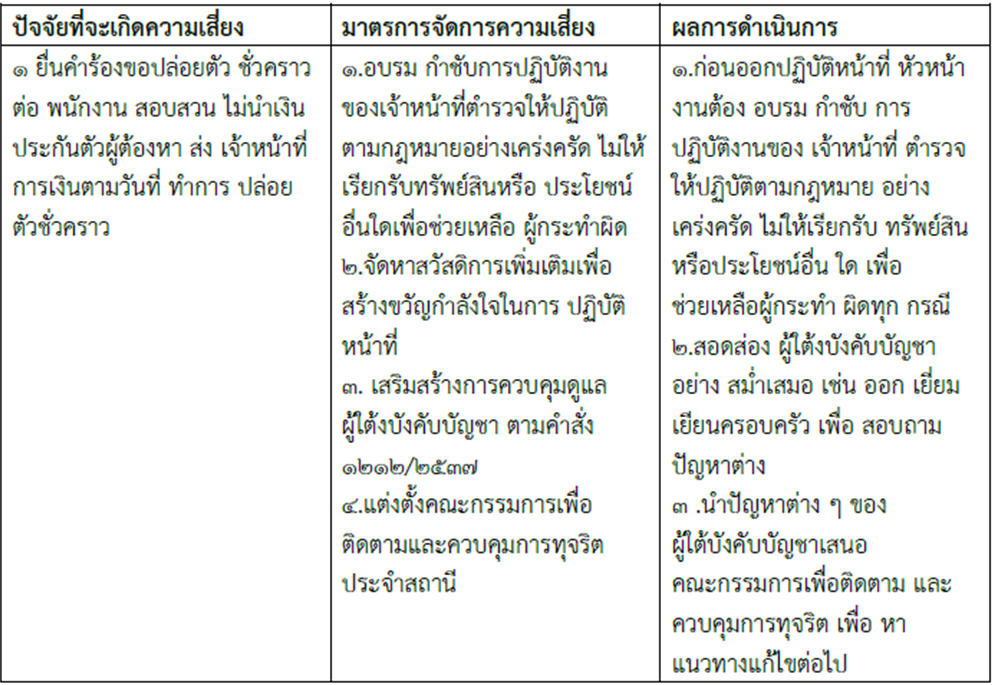 ปัจจัยที่จะเกิดความเสี่ยง
๑ ยื่นคำร้องขอปล่อยตัว ชั่วคราว
ต่อ พนักงาน สอบสวน ไม่นำเงิน
ประกันตัวผู้ต้องหา ส่ง เจ้าหน้าที่
การเงินตามวันที่ ทำการ ปล่อย
ตัวชั่วคราว
มาตรการจัดการความเสี่ยง
๑.อบรม กำชับการปฏิบัติงาน
ของเจ้าหน้าที่ตำรวจให้ปฏิบัติ
ตามกฎหมายอย่างเคร่งครัด ไม่ให้
เรียกรับทรัพย์สินหรือ ประโยชน์
อื่นใดเพื่อช่วยเหลือ ผู้กระทำผิด
๒.จัดหาสวัสดิการเพิ่มเติมเพื่อ
สร้างขวัญกำลังใจในการ ปฏิบัติ
หน้าที่
๓. เสริมสร้างการควบคุมดูแล
ผู้ใต้งบังคับบัญชา ตามคำสั่ง
๑๒๑๒/๒๕๓๗
๔.แต่งตั้งคณะกรรมการเพื่อ
ติดตามและควบคุมการทุจริต
ประจำสถานี
ผลการดำเนินการ
๑.ก่อนออกปฏิบัติหน้าที่ หัวหน้า
งานต้อง อบรม กำชับ การ
ปฏิบัติงานของ เจ้าหน้าที่ ตำรวจ
ให้ปฏิบัติตามกฎหมาย อย่าง
เคร่งครัด ไม่ให้เรียกรับ ทรัพย์สิน
หรือประโยชน์อื่น ใด เพื่อ
ช่วยเหลือผู้กระทำ ผิดทุก กรณี
๒.สอดส่อง ผู้ใต้งบังคับบัญชา
อย่าง สม่ำเสมอ เช่น ออก เยี่ยม
เยียนครอบครัว เพื่อ สอบถาม
ปัญหาต่าง
๓ .นำปัญหาต่าง ๆ ของ
ผู้ใต้บังคับบัญชาเสนอ
คณะกรรมการเพื่อติดตาม และ
ควบคุมการทุจริต เพื่อ หา
แนวทางแก้ไขต่อไป